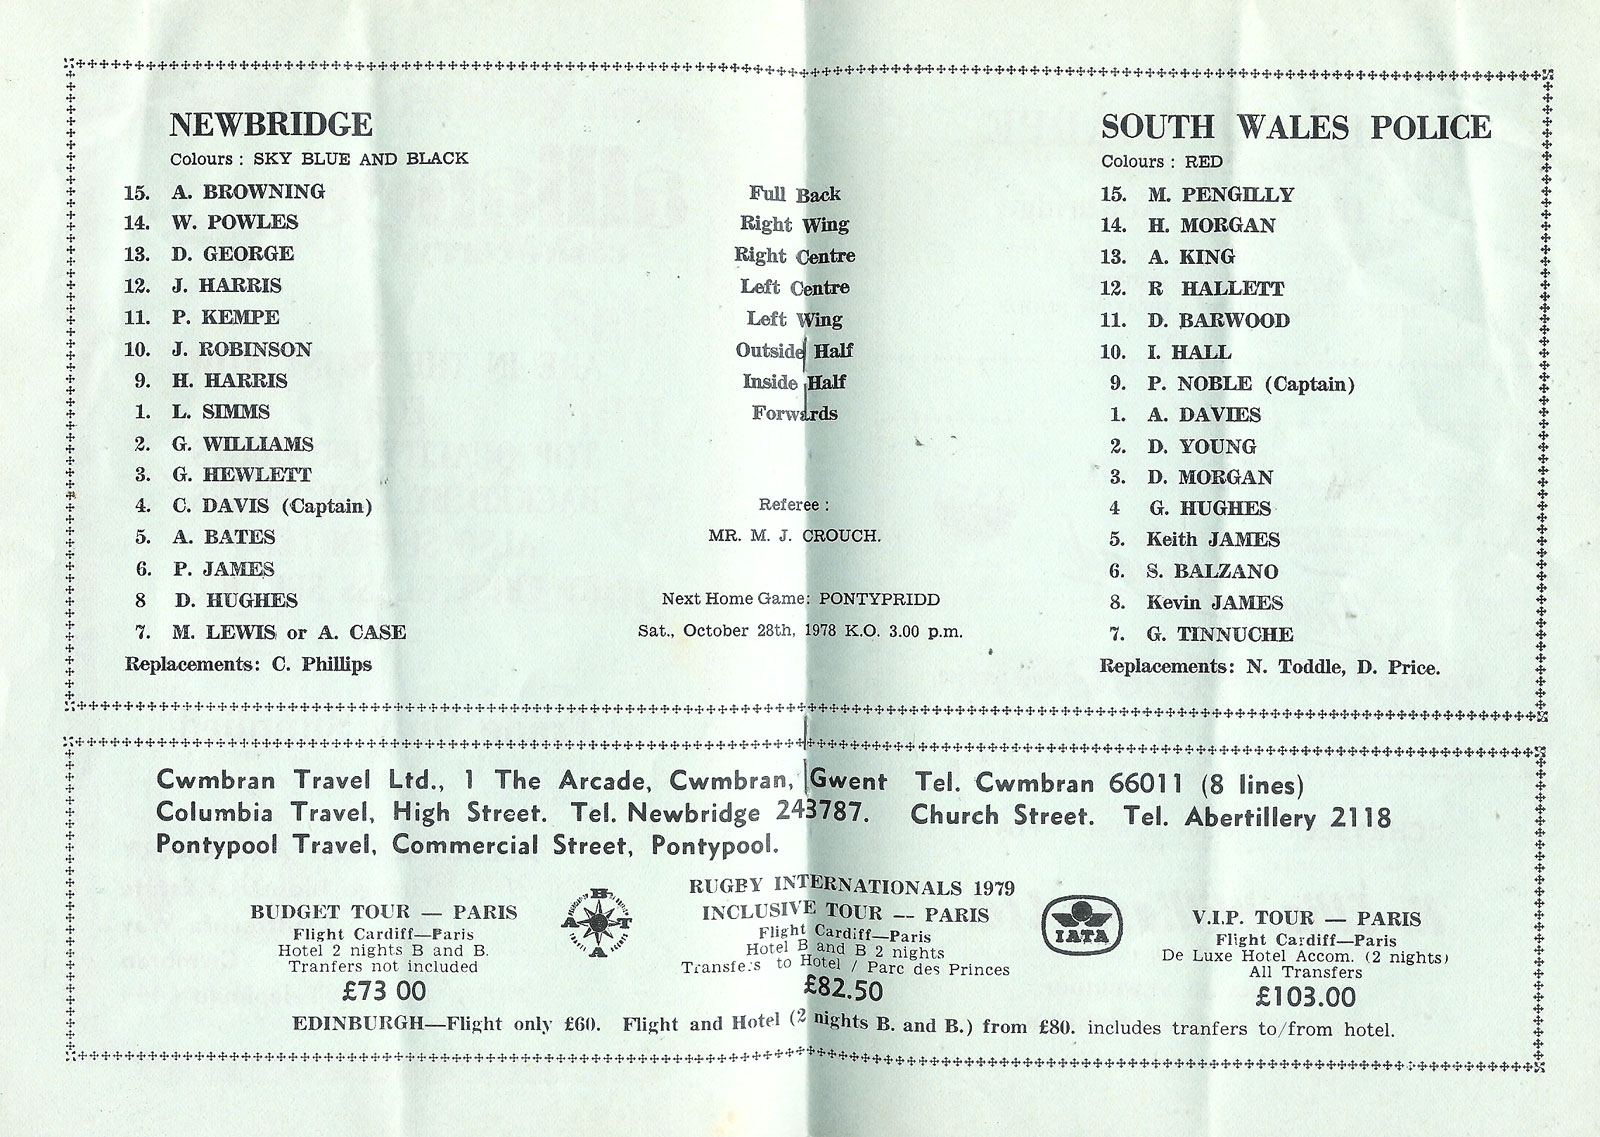 NEWBRIDGE
Colours : SKY BLUE AND BLACK
15. A. BROWNING
14. W. POWLES
13. D. GEORGE
12. J. HARRIS
11. P. KEMPE
10. J. ROBINSON
9. H. HARRIS
1. L. SIMMS
2. G. WILLIAMS
3. G. HEWLETT
4. C. DAVIS (Captain)
5. A. BATES
6. P. JAMES
8 D. HUGHES
7. M. LEWIS or A. CASE
Replacements: C. Phillips
Full Back
Right Wing
Right Centre
Left Centre
Left Wing
Outside Half
Inside Half
Forwards
Referee :
MR. M. J. CROUCH.
Next Home Game: PONTYPRIDD
Sat., October 28th, 1978 K.O. 3.00 p.m.
SOUTH WALES POLICE
Colours : RED
15. M. PENGILLY
14. H. MORGAN
13. A. KING
12. R HALLETT
11. D. BARWOOD
10. I. HALL
9. P. NOBLE (Captain)
1. A. DAVIES
2. D. YOUNG
3. D. MORGAN
4 G. HUGHES
5. Keith JAMES
6. S. BALZANO
8. Kevin JAMES
7. G. TINNUCHE
Replacements: N. Toddle, D. Price.
Cwmbran Travel Ltd., 1 The Arcade, Cwmbran, Gwent Tel. Cwmbran 66011 (8 lines)
Columbia Travel, High Street. Tel. Newbridge 243787. Church Street. Tel. Abertillery 2118
Pontypool Travel, Commercial Street, Pontypool.
RUGBY INTERNATIONALS 1979
BUDGET TOUR — PARIS
Flight Cardiff—Paris
Hotel 2 nights B and B.
Tranfers not included
£73 00
ABTA
INCLUSIVE TOUR -- PARIS
Flight Cardiff—Paris
Hotel B and B 2 nights
Transfers to Hotel / Parc des Princes
£82.50
IATA
V.I.P. TOUR — PARIS
Flight Cardiff—Paris
De Luxe Hotel Accom. (2 nights)
All Transfers
£103.00
EDINBURGH—Flight only £60. Flight and Hotel (2 nights B. and B.) from £80. includes tranfers to/from hotel.